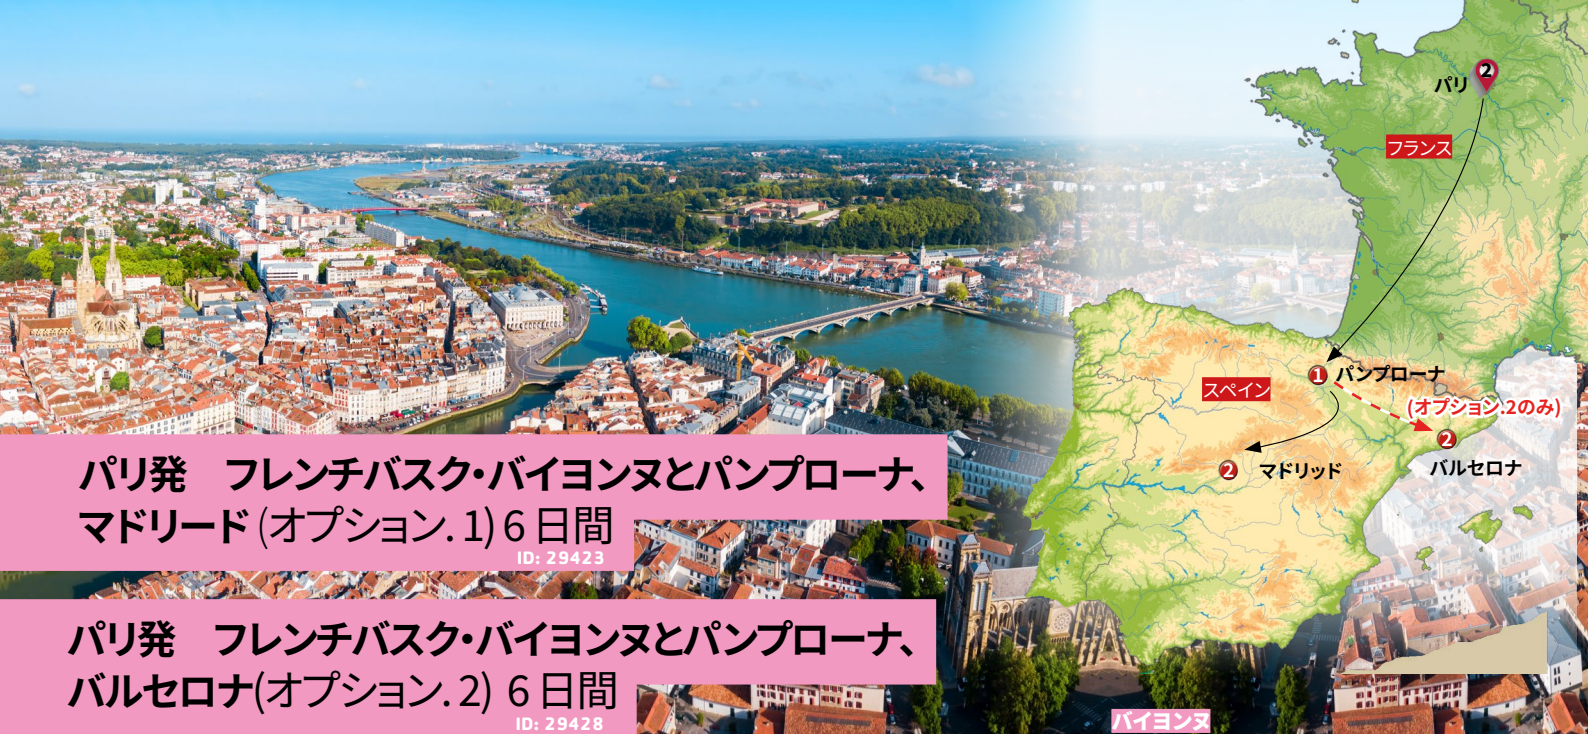 パリ
2
フランス
1 パンプローナ
スペイン
(オプション.2のみ)
2
バルセロナ
2 マドリッド
パリ発　フレンチバスク・バイヨンヌとパンプローナ、
マドリード (オプション. 1) 6 日間
ID: 29423
パリ発　フレンチバスク・バイヨンヌとパンプローナ、
バルセロナ(オプション. 2) 6 日間
ID: 29428
バイヨンヌ